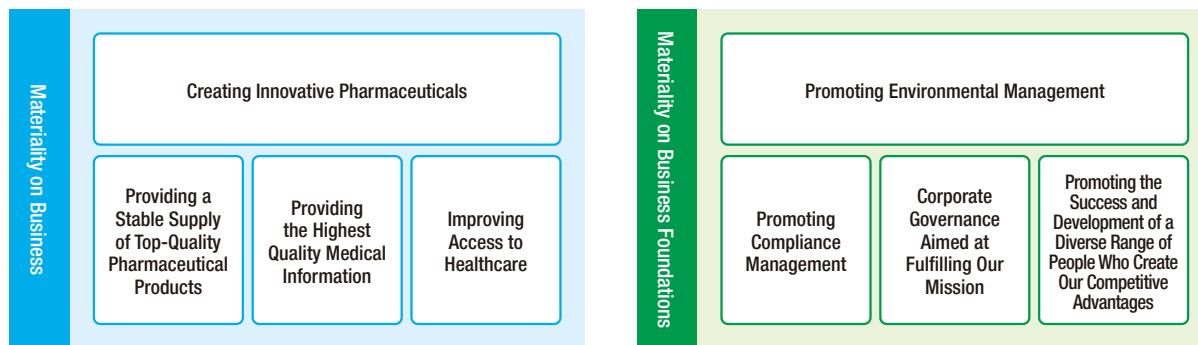 Materiality on Business
Creating Innovative Pharmaceuticals
Providing a
Stable Supply
of Top-Quality
Pharmaceutical
Products
Providing
the Highest
Quality Medical
Information
Improving
Access to
Healthcare
Materiality on Business Foundations
Promoting Environmental Management
Promoting
Compliance
Management
Corporate
Governance
Aimed at
Fulfilling Our
Mission
Promoting the
Success and
Development of a
Diverse Range of
People Who Create
Our Competitive
Advantages